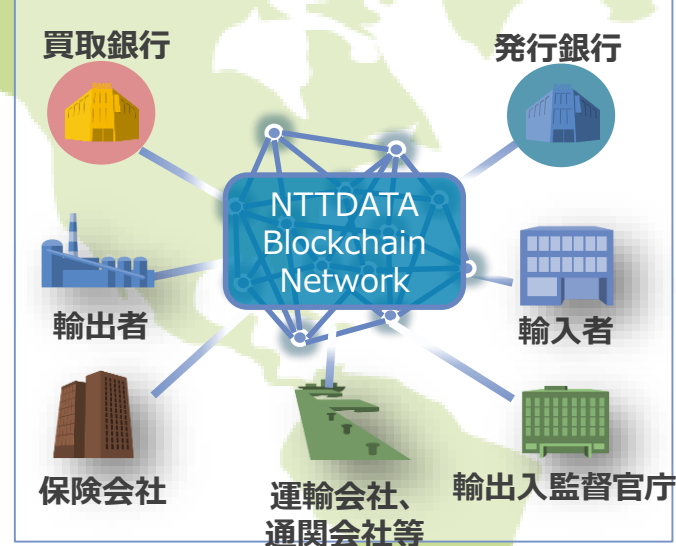 買取銀行
発行銀行
NTTDATA
Blockchain
Network
輸出者
輸入者
保険会社
運輸会社、
通関会社等
輸出入監督官庁